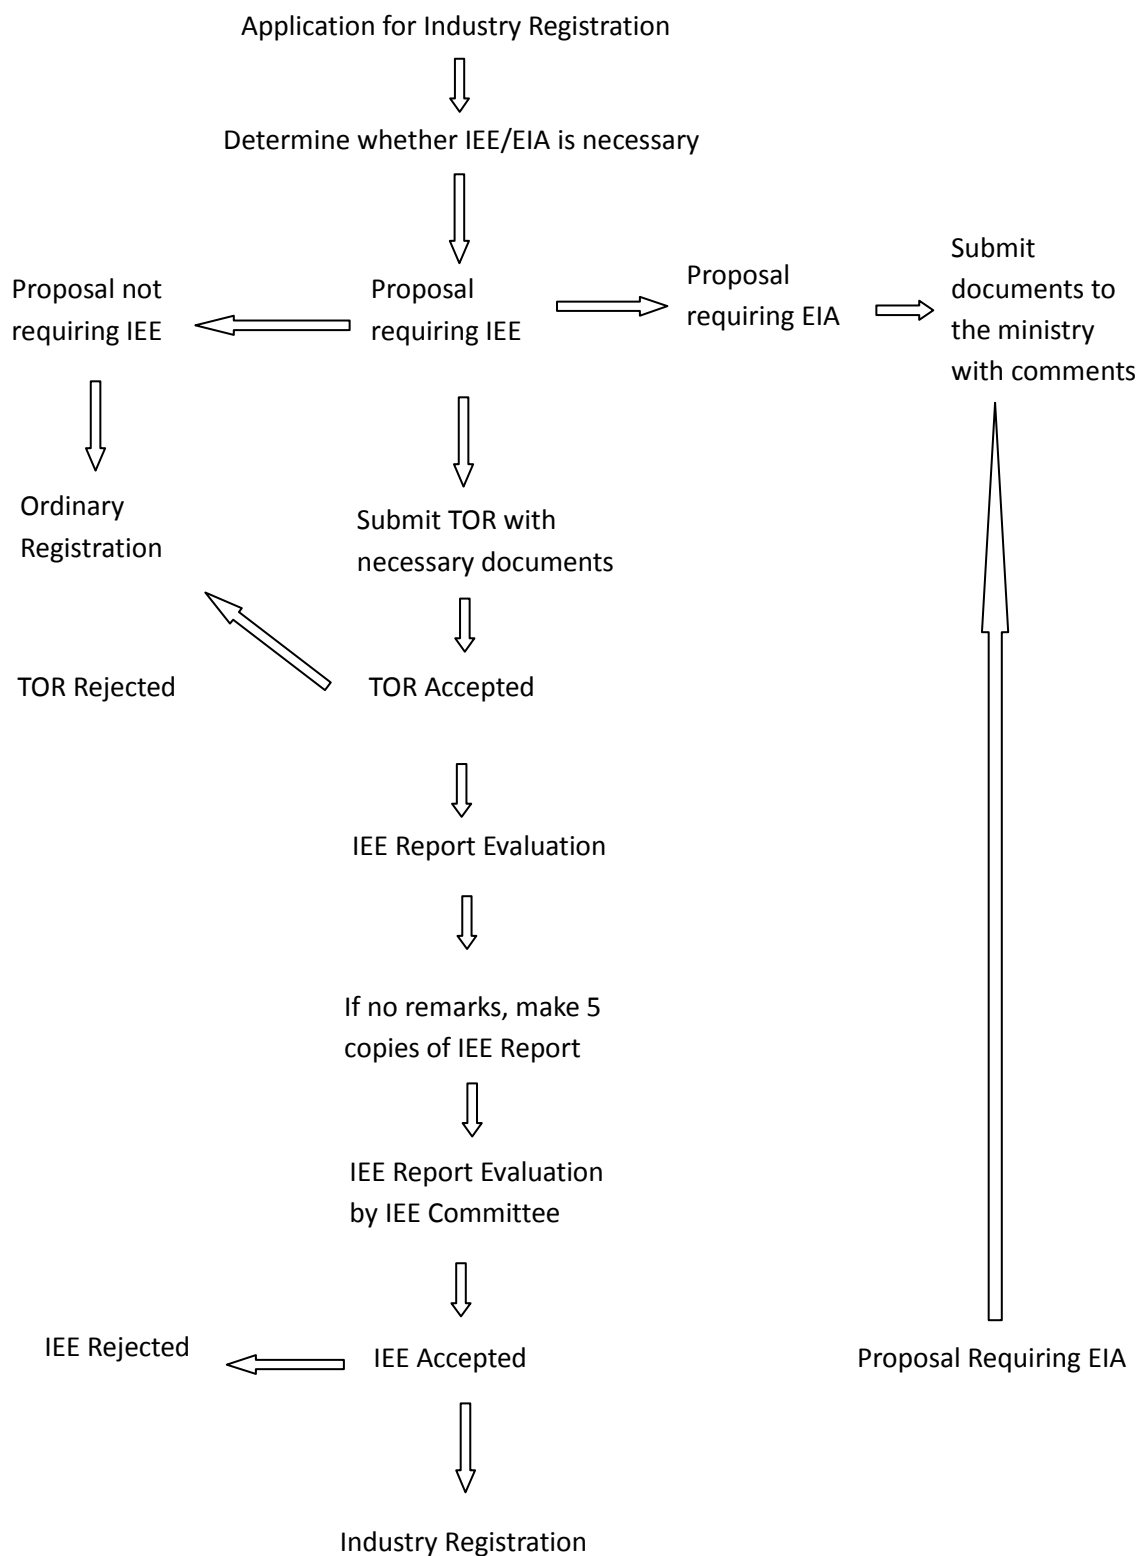 Application for Industry Registration
Determine whether IEE/EIA is necessary
Proposal not
requiring IEE
Proposal
requiring IEE
Proposal
requiring EIA
Submit
documents to
the ministry
with comments
Ordinary
Registration
Submit TOR with
necessary documents
TOR Rejected
TOR Accepted
IEE Report Evaluation
If no remarks, make 5
copies of IEE Report
IEE Report Evaluation
by IEE Committee
IEE Rejected
IEE Accepted
Proposal Requiring EIA
Industry Registration